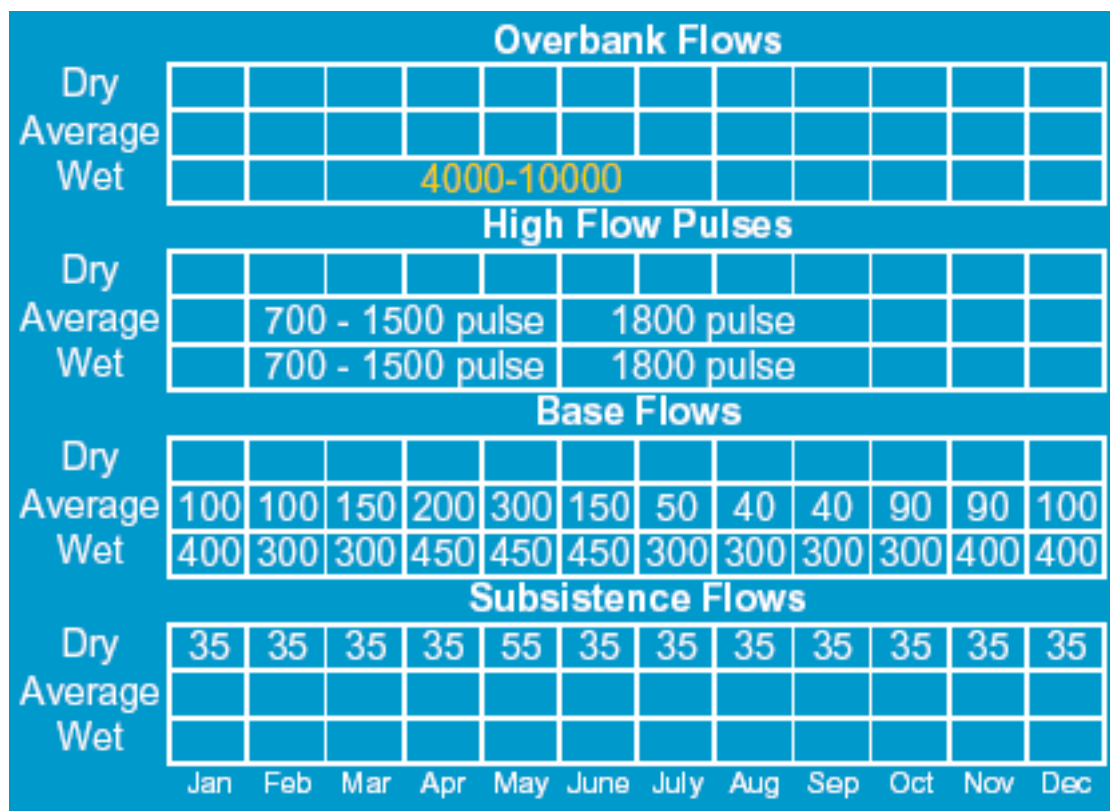 Overbank Flows
Dry
Average
Wet 4000-10000
High Flow Pulses
Dry
Average 700 - 1500 pulse 1800 pulse
Wet 700 - 1500 pulse 1800 pulse
Base Flows
Dry
Average 100 100 150 200 300 150 50 40 40 90 90 100
Wet 400 300 300 450 450 450 300 300 300 300 400 400
Subsistence Flows
Dry 35 35 35 35 55 35 35 35 35 35 35 35
Average
Wet
Jan Feb Mar Apr May June July Aug Sep Oct Nov Dec